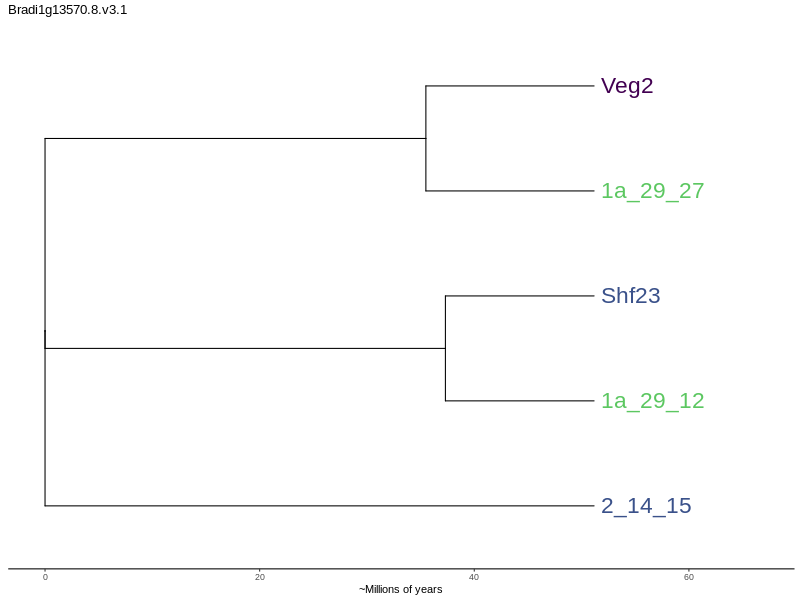 Bradi1g13570.8.v3.1
Veg2
1a_29_27
Shf23
1a_29_12
2_14_15
0 20 40 60
~Millions of years